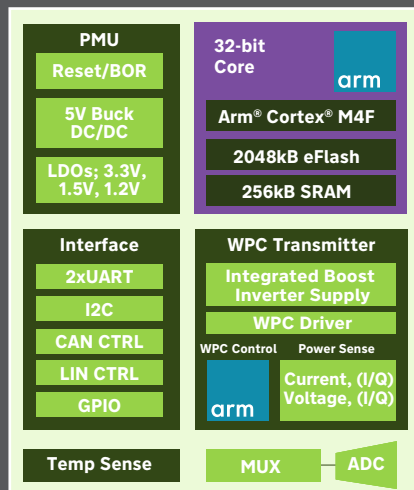 PMU
Reset/BOR
5V Buck
DC/DC
LDOs; 3.3V,
1.5V, 1.2V
32-bit
Core
arm
Arm® Cortex® M4F
2048kB eFlash
256kB SRAM
Interface
2xUART
I2C
CAN CTRL
LIN CTRL
GPIO
WPC Transmitter
Integrated Boost
Inverter Supply
WPC Driver
WPC Control
Power Sense
arm
Current, (I/Q)
Voltage, (I/Q)
Temp Sense
MUX
ADC